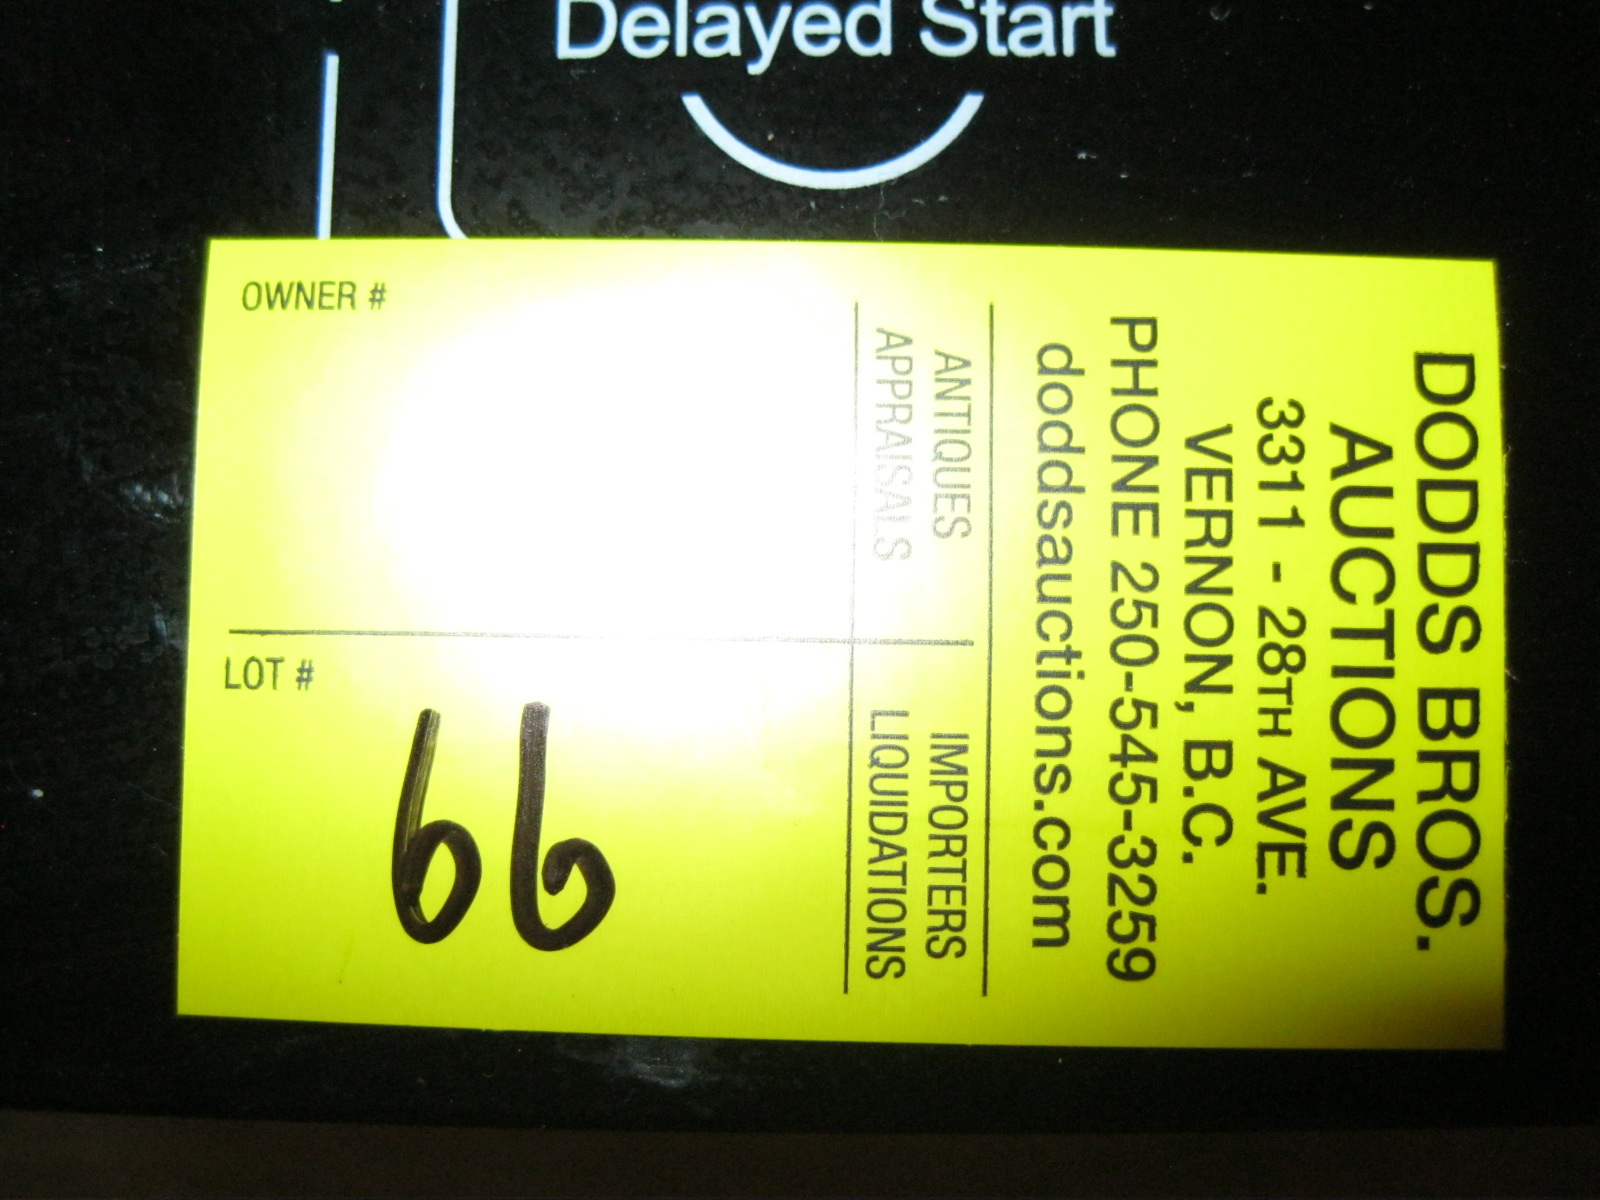 Delayed Start
DODDS BROS.
AUCTIONS
3311 - 28TH AVE.
VERNON, B.C.
PHONE 250-545-3259
doddsauctions.com
ANTIQUES
APPRAISALS
IMPORTERS
LIQUIDATIONS
OWNER #
LOT #
66